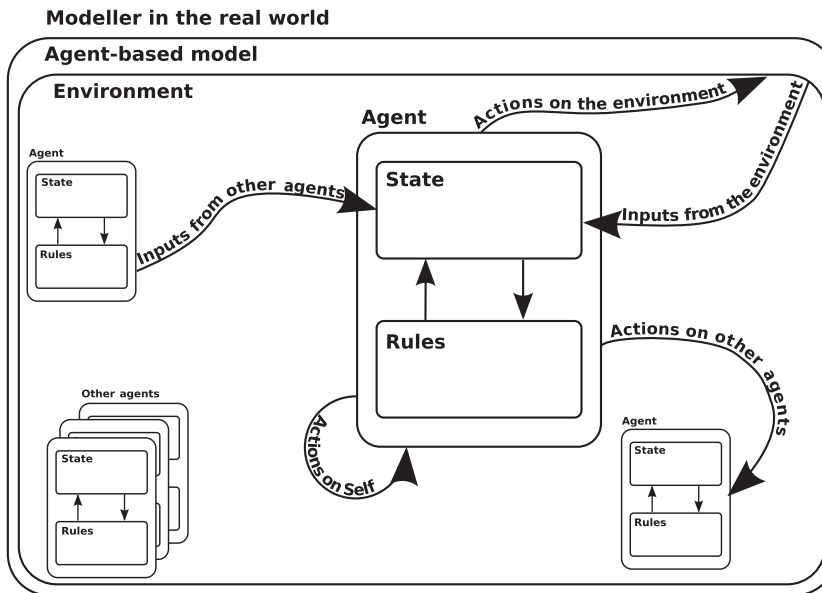 Modeller in the real world
Agent-based model
Environment
Actions on the environment
Inputs from the environment
Agent
State
Rules
Agent
State
Rules
Inputs from other agents
Actions on other agents
Actions on Self
Other agents
State
Rules
Agent
State
Rules